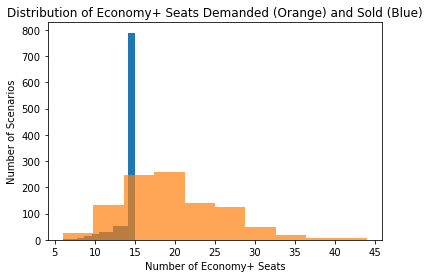 Distribution of Economy+ Seats Demanded (Orange) and Sold (Blue)
Number of Scenarios
800
700
600
500
400
300
200
100
0
5 10 15 20 25 30 35 40 45
Number of Economy+ Seats